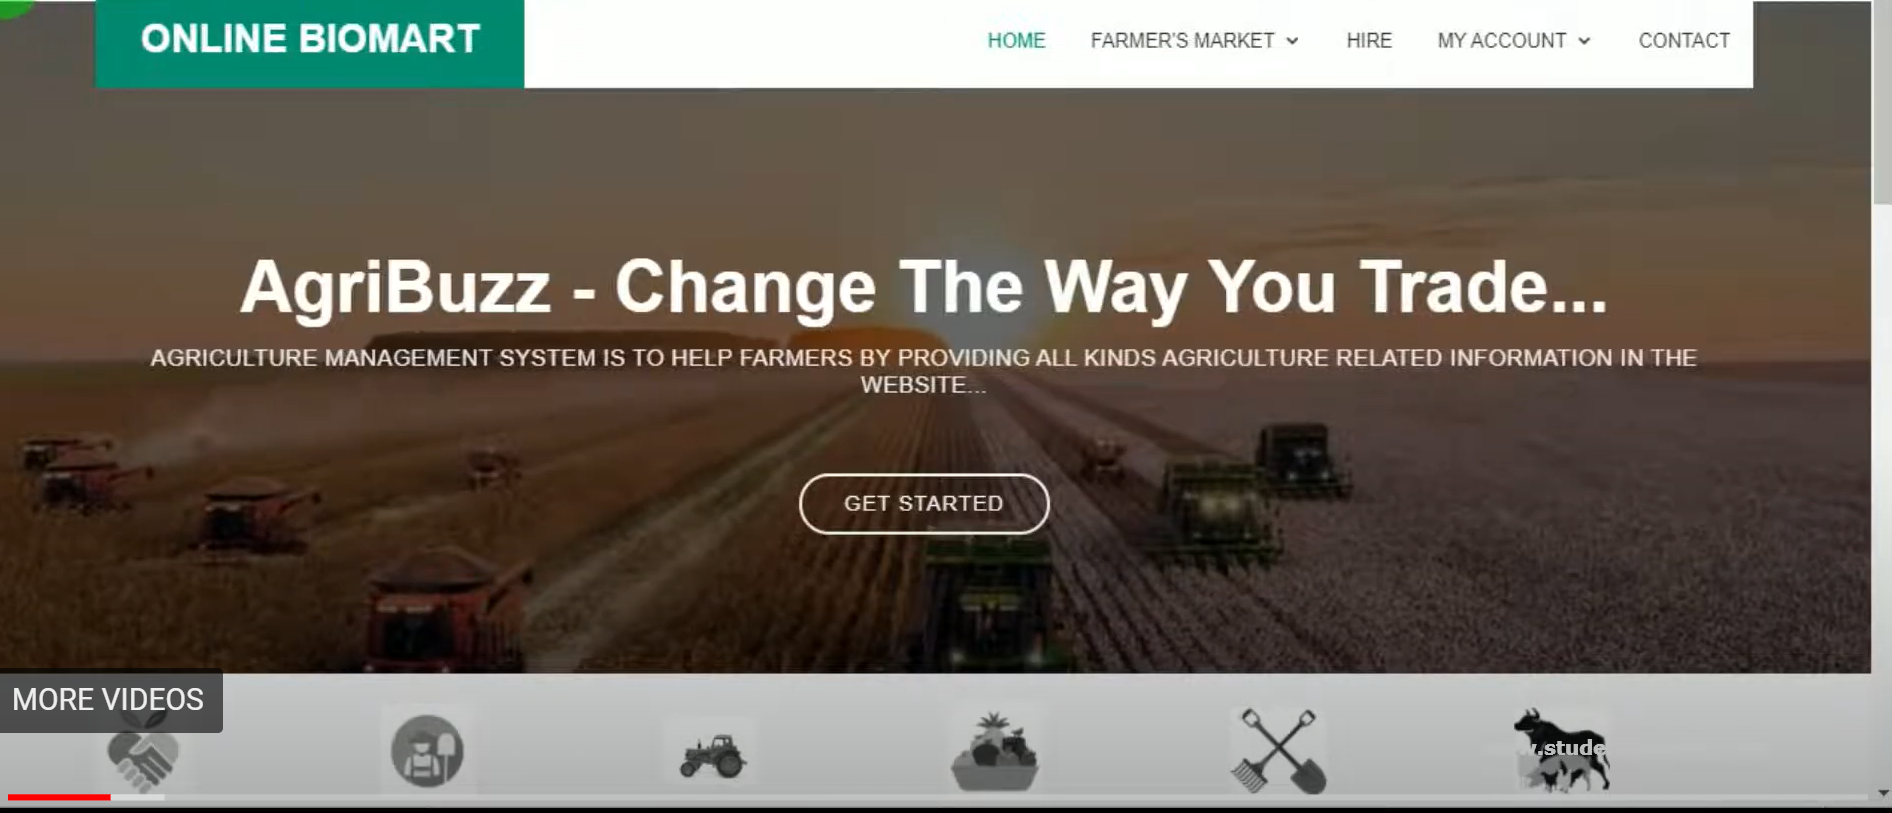 ONLINE BIOMART
HOME FARMER'S MARKET HIRE MY ACCOUNT CONTACT
AgriBuzz - Change The Way You Trade...
AGRICULTURE MANAGEMENT SYSTEM IS TO HELP FARMERS BY PROVIDING ALL KINDS AGRICULTURE RELATED INFORMATION IN THE
WEBSITE...
GET STARTED
MORE VIDEOS